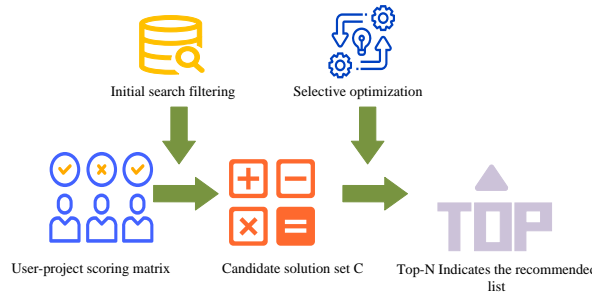 Initial search filtering
Selective optimization
TOP
User-project scoring matrix
Candidate solution set C
Top-N Indicates the recommended
list